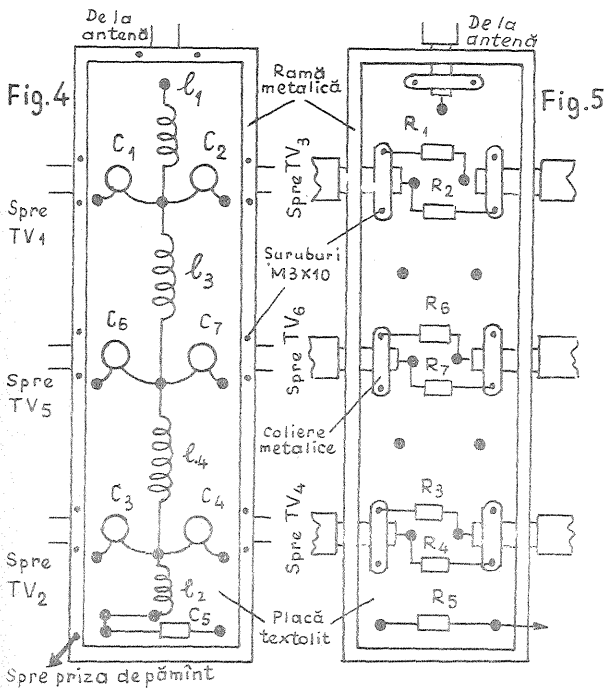 De la
antenă
Fig.4
l1
Ramă
metalică
C1
C2
Spre
TV1
Spre TV3
l3
Suruburi
M3X10
C6
C7
Spre
TV5
Spre TV6
l4
Coliere
metalice
C3
C4
Spre
TV2
Spre TV4
l2
C5
Placă
textolit
Spre priza de pămînt
De la
antenă
Fig.5
R1
R2
R6
R7
R3
R4
R5